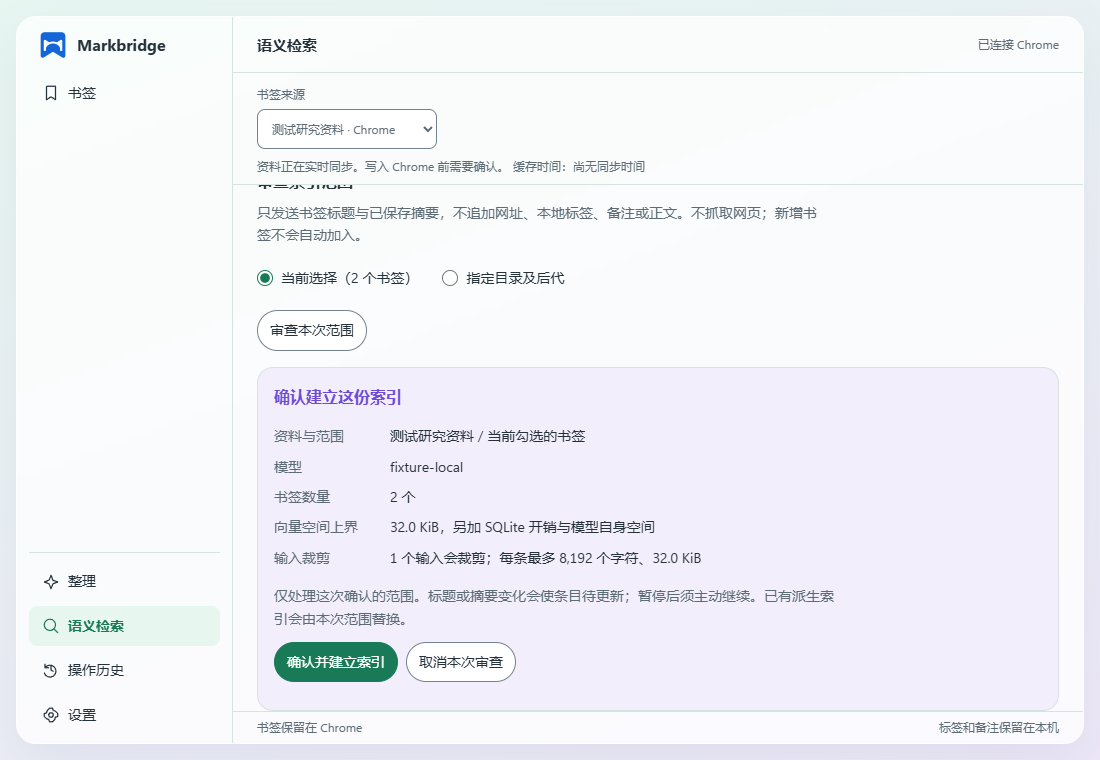 Markbridge
书签
整理
语义检索
操作历史
设置
语义检索
已连接 Chrome
书签来源
测试研究资料 · Chrome
资料正在实时同步。写入 Chrome 前需要确认。 缓存时间：尚无同步时间
审查索引范围
只发送书签标题与已保存摘要，不追加网址、本地标签、备注或正文。不抓取网页；新增书
签不会自动加入。
当前选择（2 个书签）
指定目录及后代
审查本次范围
确认建立这份索引
资料与范围 测试研究资料 / 当前勾选的书签
模型 fixture-local
书签数量 2 个
向量空间上界 32.0 KiB，另加 SQLite 开销与模型自身空间
输入裁剪 1 个输入会裁剪；每条最多 8,192 个字符、32.0 KiB
仅处理这次确认的范围。标题或摘要变化会使条目待更新；暂停后须主动继续。已有派生索
引会由本次范围替换。
确认并建立索引
取消本次审查
书签保留在 Chrome
标签和备注保留在本机